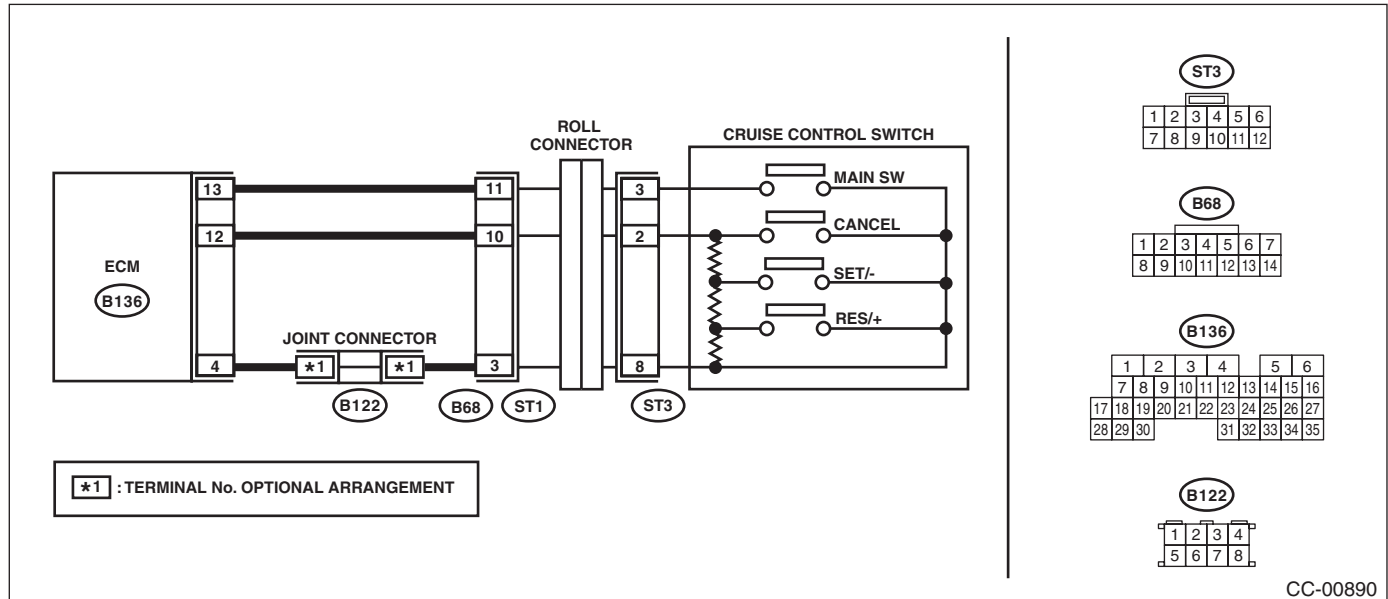 ROLL
CONNECTOR
CRUISE CONTROL SWITCH
13 11 3 MAIN SW
12 10 2 CANCEL
ECM
B136
SET/-
RES/+
JOINT CONNECTOR
4 *1 *1 3 8
B122 B68 ST1 ST3
*1 : TERMINAL No. OPTIONAL ARRANGEMENT
ST3
1 2 3 4 5 6
7 8 9 10 11 12
B68
1 2 3 4 5 6 7
8 9 10 11 12 13 14
B136
1 2 3 4 5 6
7 8 9 10 11 12 13 14 15 16
17 18 19 20 21 22 23 24 25 26 27
28 29 30 31 32 33 34 35
B122
1 2 3 4
5 6 7 8
CC-00890